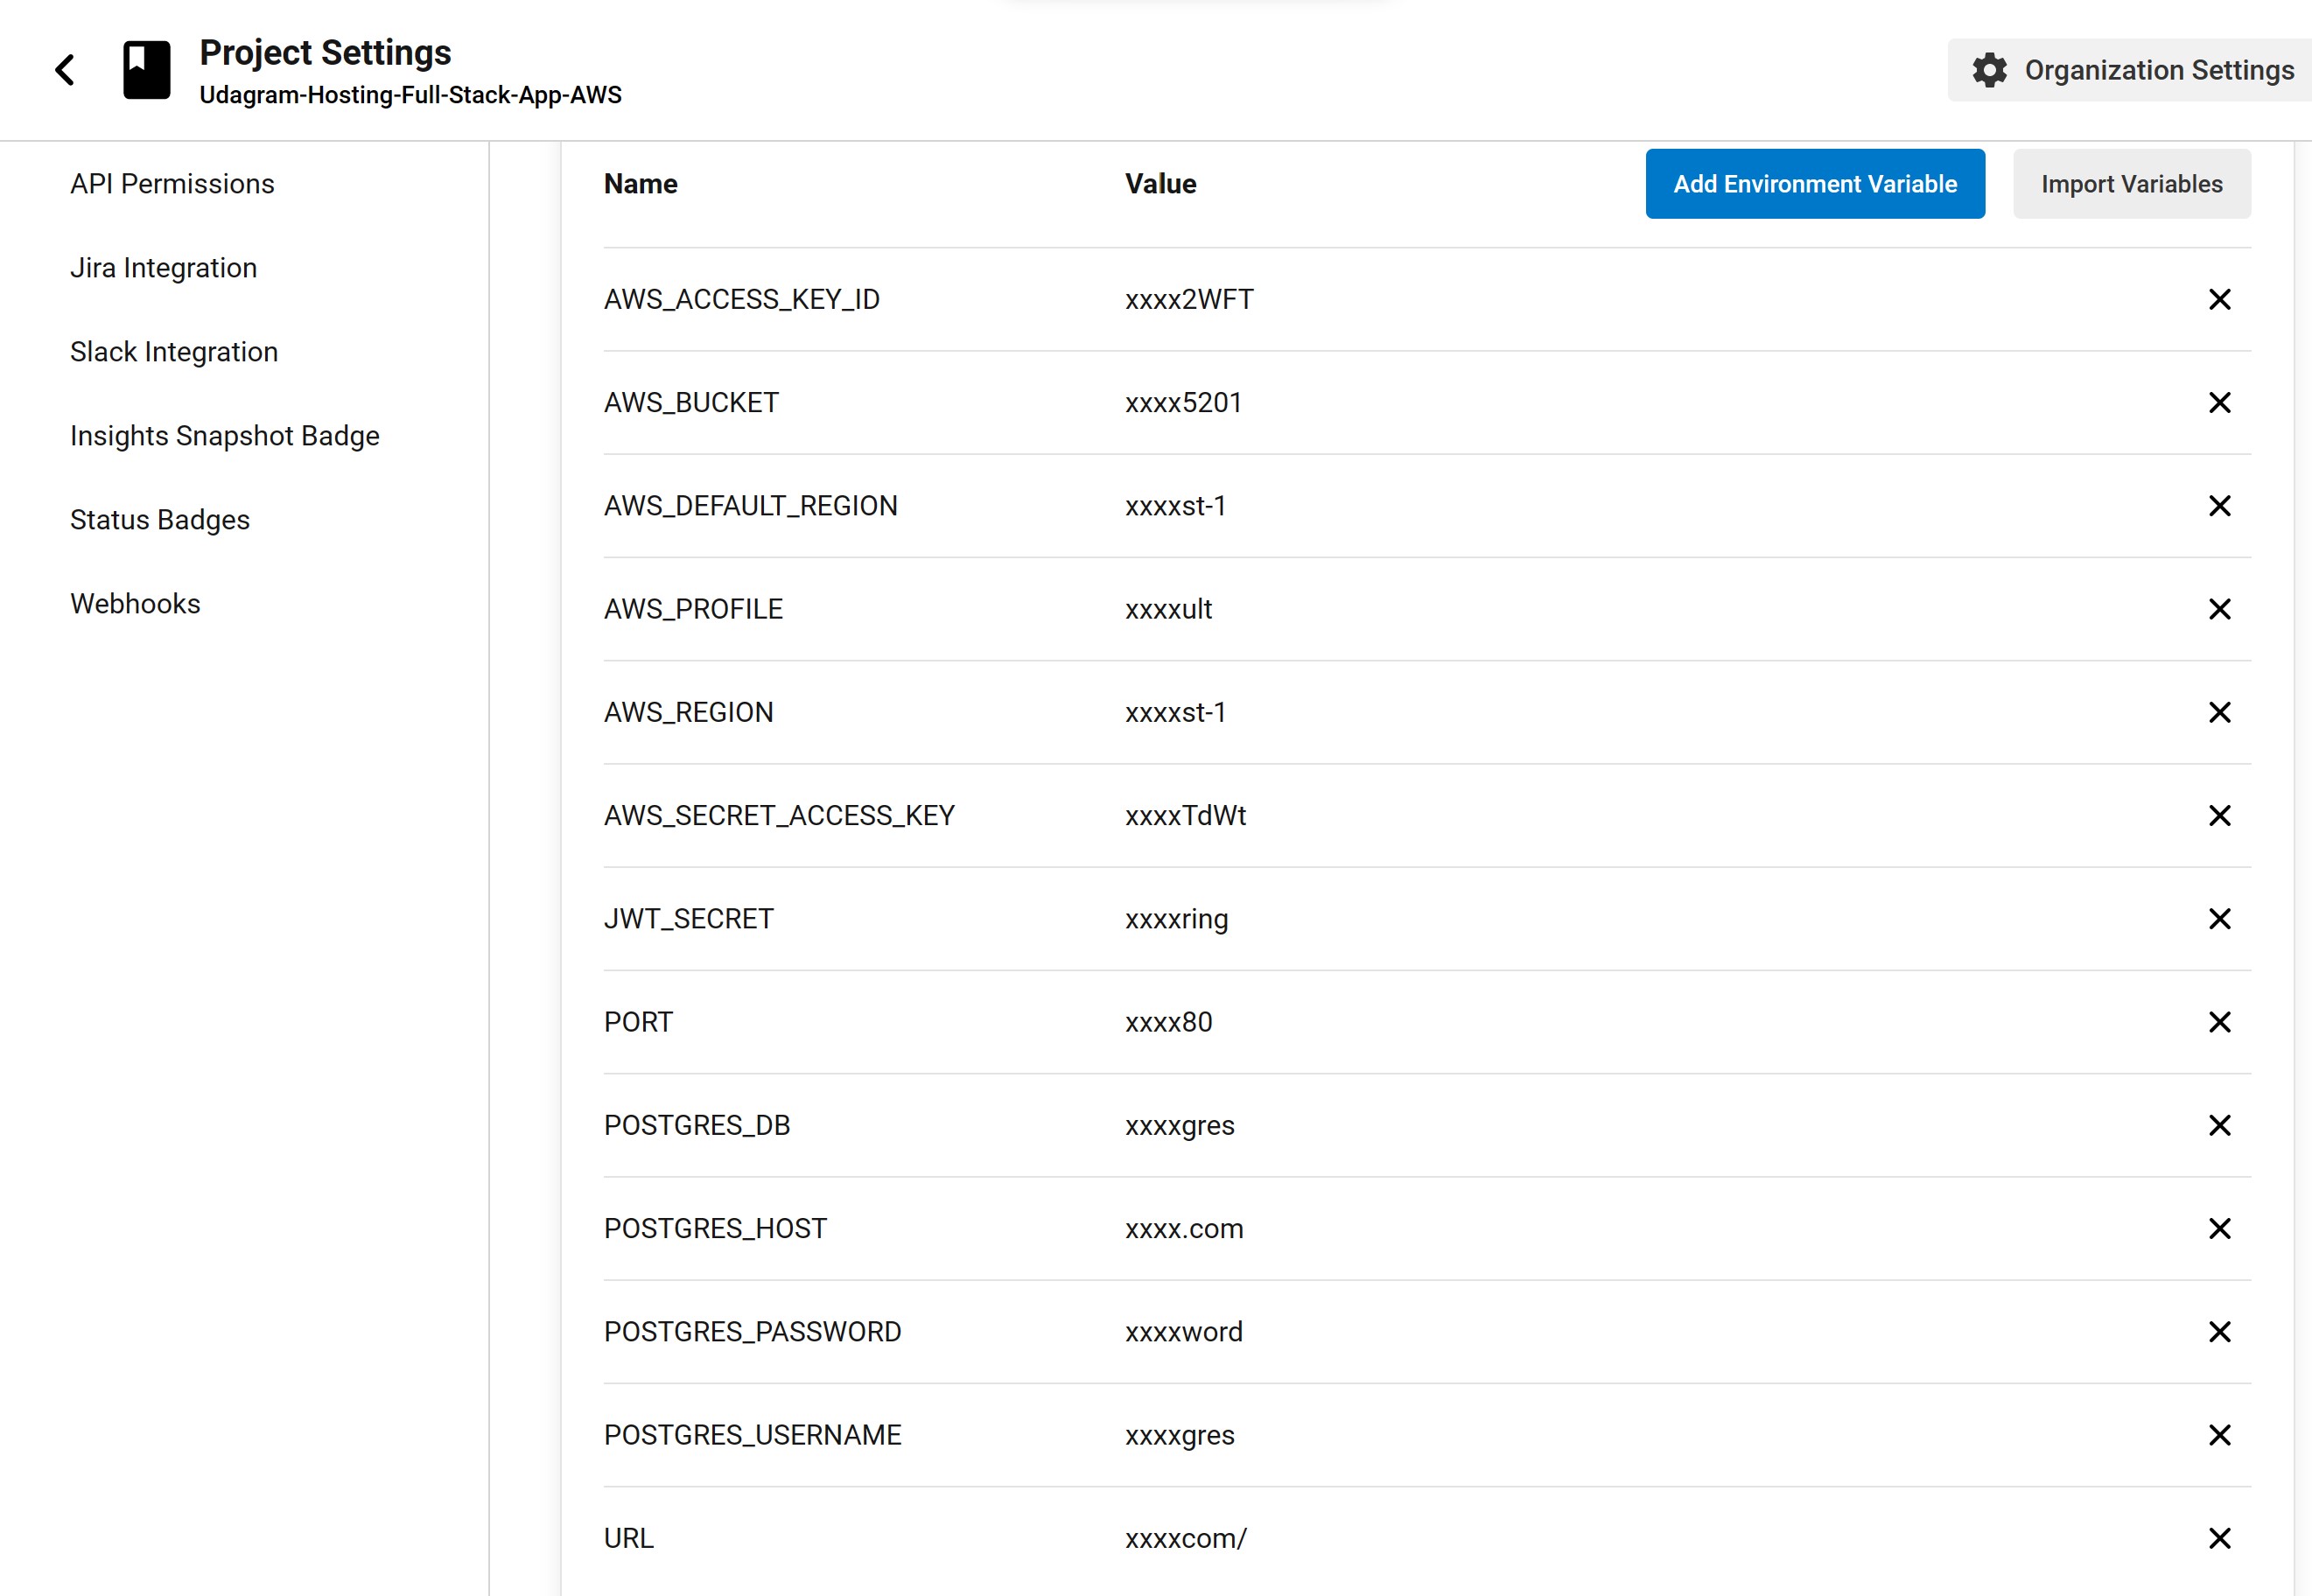 Project Settings
Udagram-Hosting-Full-Stack-App-AWS
Organization Settings
API Permissions
Jira Integration
Slack Integration
Insights Snapshot Badge
Status Badges
Webhooks
Name Value Add Environment Variable Import Variables
AWS_ACCESS_KEY_ID xxxx2WFT
AWS_BUCKET xxxx5201
AWS_DEFAULT_REGION xxxxst-1
AWS_PROFILE xxxxult
AWS_REGION xxxxst-1
AWS_SECRET_ACCESS_KEY xxxxTdWt
JWT_SECRET xxxxring
PORT xxxx80
POSTGRES_DB xxxxgres
POSTGRES_HOST xxxx.com
POSTGRES_PASSWORD xxxxword
POSTGRES_USERNAME xxxxgres
URL xxxxcom/